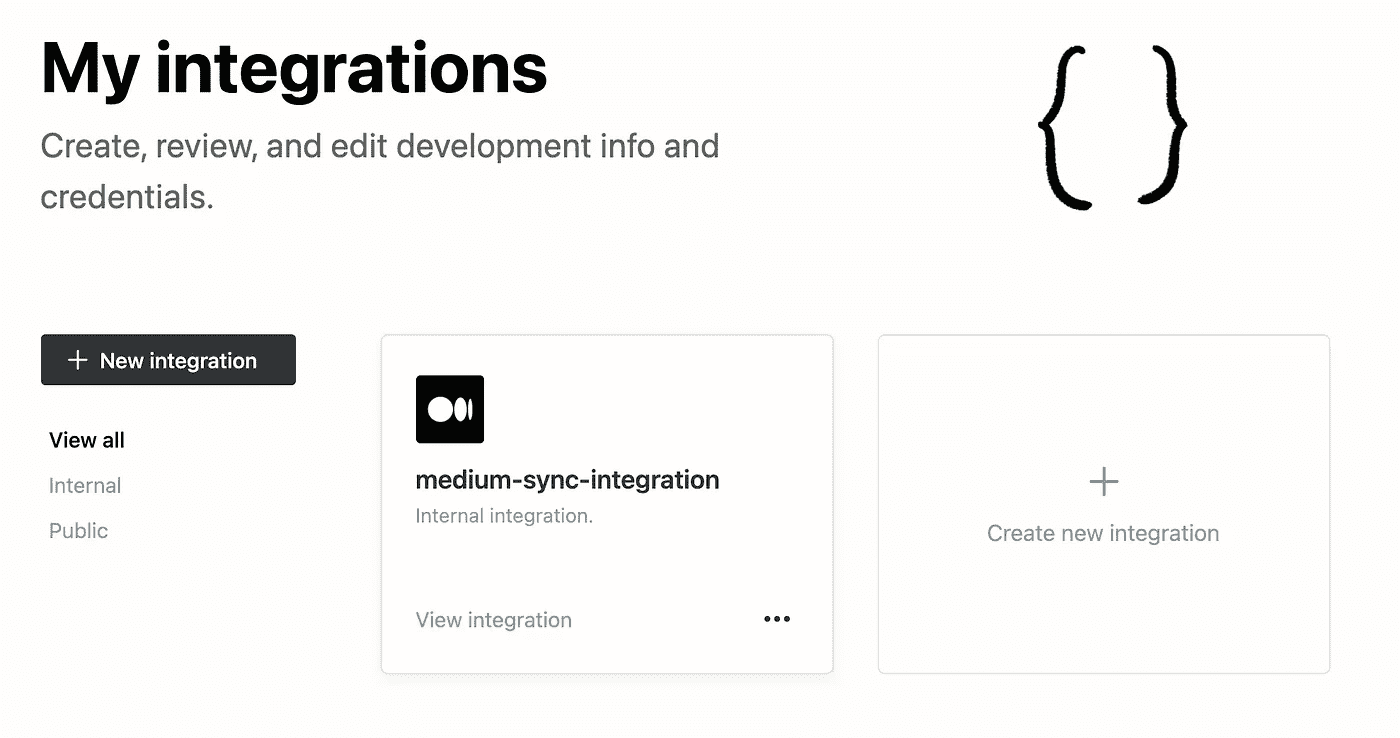 My integrations
Create, review, and edit development info and
credentials.
New integration
View all
Internal
Public
medium-sync-integration
Internal integration.
View integration
Create new integration